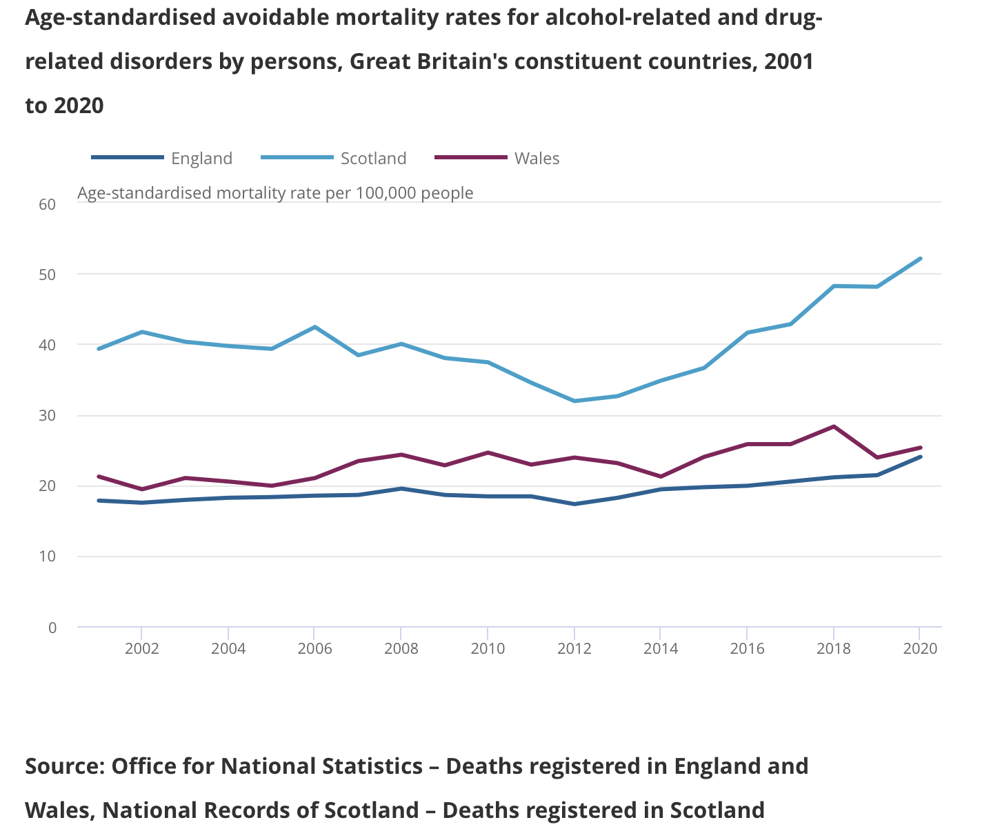 Age-standardised avoidable mortality rates for alcohol-related and drug-
related disorders by persons, Great Britain's constituent countries, 2001
to 2020
England Scotland Wales
Age-standardised mortality rate per 100,000 people
60
50
40
30
20
10
0
2002 2004 2006 2008 2010 2012 2014 2016 2018 2020
Source: Office for National Statistics – Deaths registered in England and
Wales, National Records of Scotland – Deaths registered in Scotland